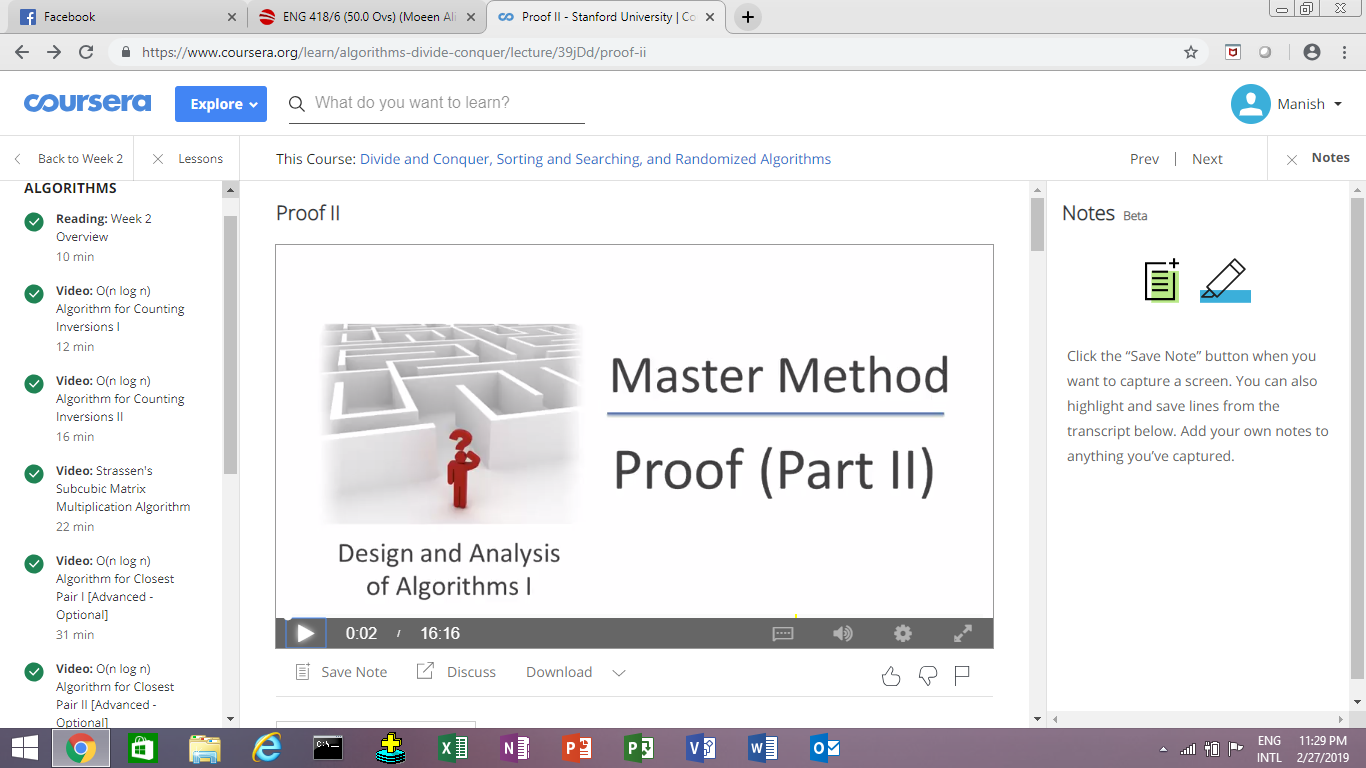 Facebook
ENG 418/6 (50.0 Ovs) (Moeen Ali
Proof II - Stanford University | Co
https://www.coursera.org/learn/algorithms-divide-conquer/lecture/39jDd/proof-ii
coursera
Explore
What do you want to learn?
Manish
Back to Week 2
Lessons
This Course: Divide and Conquer, Sorting and Searching, and Randomized Algorithms
Prev | Next
Notes
ALGORITHMS
Reading: Week 2
Overview
10 min
Video: O(n log n)
Algorithm for Counting
Inversions I
12 min
Video: O(n log n)
Algorithm for Counting
Inversions II
16 min
Video: Strassen's
Subcubic Matrix
Multiplication Algorithm
22 min
Video: O(n log n)
Algorithm for Closest
Pair I [Advanced -
Optional]
31 min
Video: O(n log n)
Algorithm for Closest
Pair II [Advanced -
Optional]
Proof II
Master Method
Proof (Part II)
Design and Analysis
of Algorithms I
0:02 / 16:16
Save Note
Discuss
Download
Notes Beta
Click the “Save Note” button when you
want to capture a screen. You can also
highlight and save lines from the
transcript below. Add your own notes to
anything you’ve captured.
ENG
INTL
11:29 PM
2/27/2019